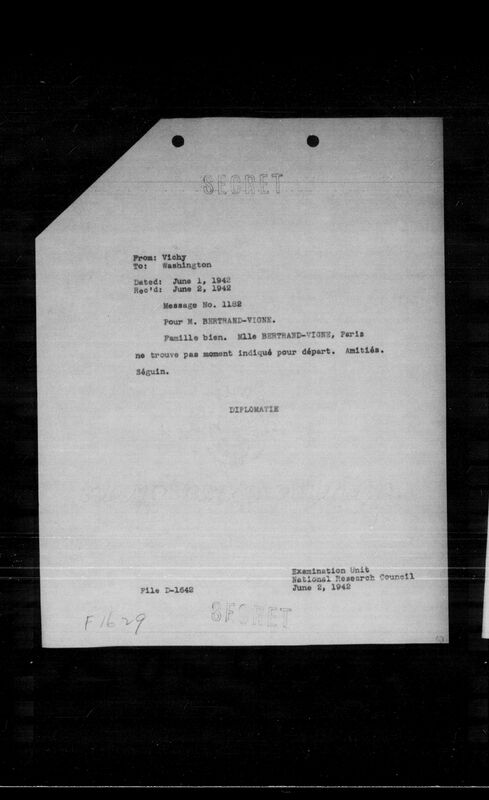 SECRET
From: Vichy
To: Washington
Dated: June 1, 1942
Rec'd: June 2, 1942
Message No. 1182
Pour M. BERTRAND-VIGNE.
Famille bien. Mlle BERTRAND-VIGNE, Paris
ne trouve pas moment indiqué pour départ. Amitiés.
Séguin.
DIPLOMATIE
Examination Unit
National Research Council
June 2, 1942
File D-1642
F1629
SECRET